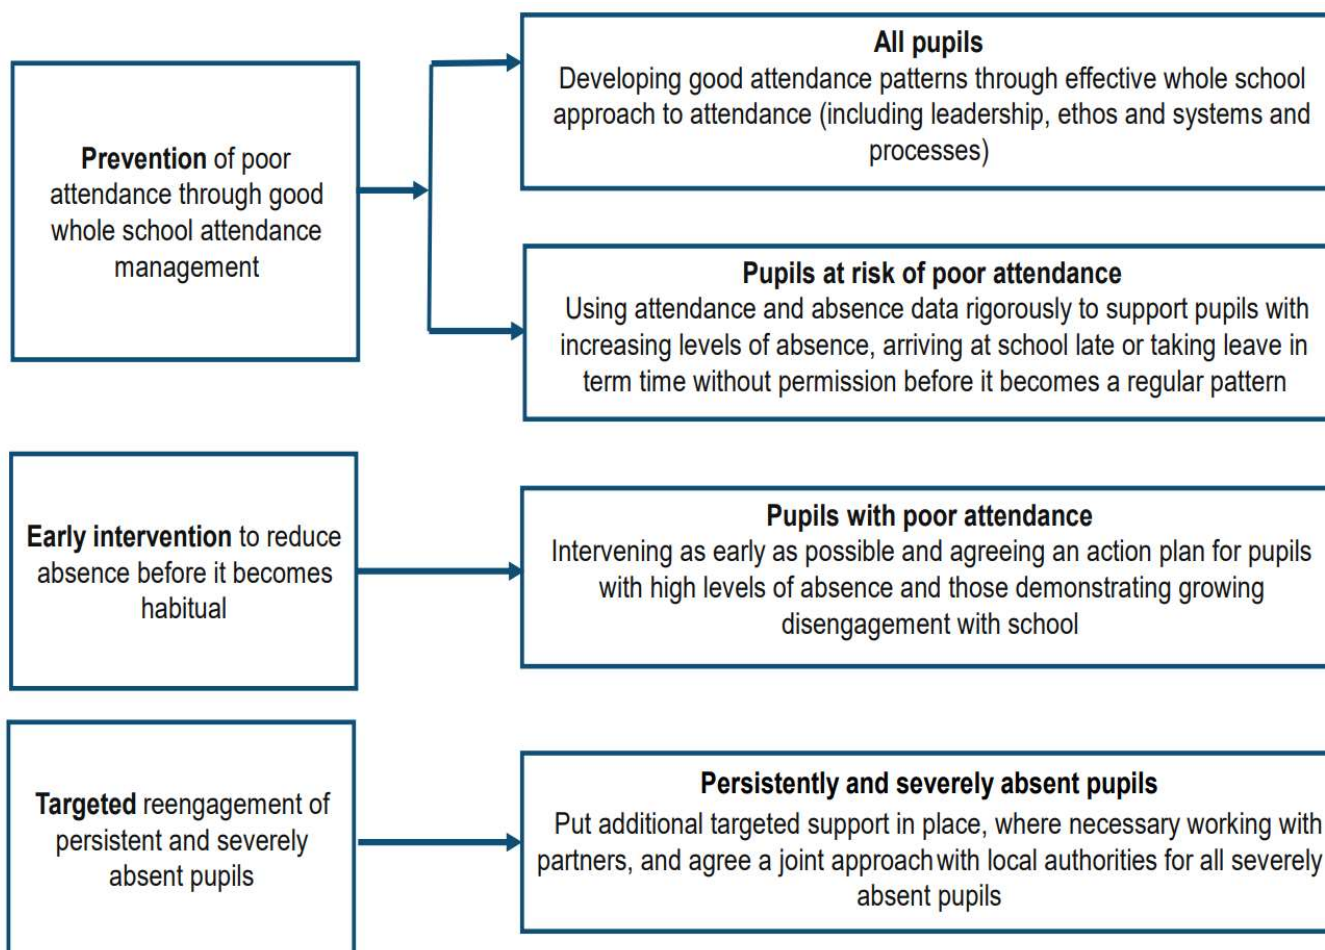 Prevention of poor
attendance through good
whole school attendance
management
All pupils
Developing good attendance patterns through effective whole school
approach to attendance (including leadership, ethos and systems and
processes)
Pupils at risk of poor attendance
Using attendance and absence data rigorously to support pupils with
increasing levels of absence, arriving at school late or taking leave in
term time without permission before it becomes a regular pattern
Early intervention to reduce
absence before it becomes
habitual
Pupils with poor attendance
Intervening as early as possible and agreeing an action plan for pupils
with high levels of absence and those demonstrating growing
disengagement with school
Targeted reengagement of
persistent and severely
absent pupils
Persistently and severely absent pupils
Put additional targeted support in place, where necessary working with
partners, and agree a joint approach with local authorities for all severely
absent pupils